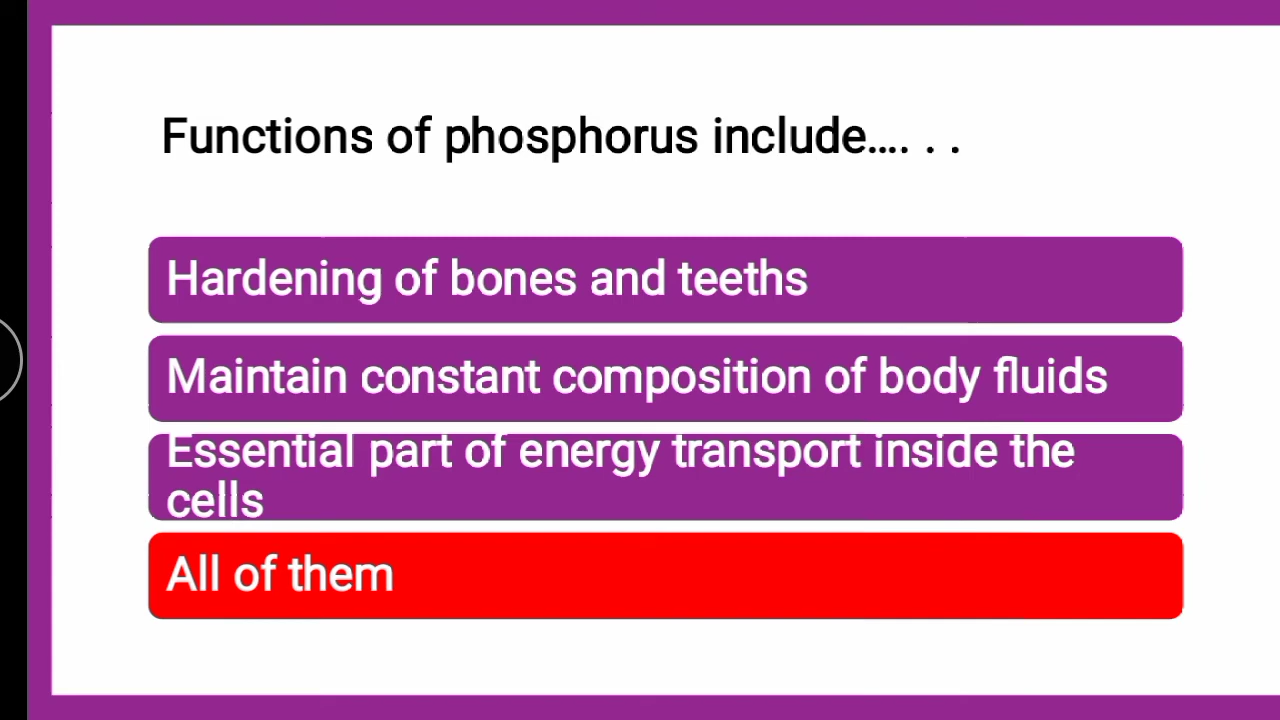 Functions of phosphorus include.... . .
Hardening of bones and teeths
Maintain constant composition of body fluids
Essential part of energy transport inside the
cells
All of them